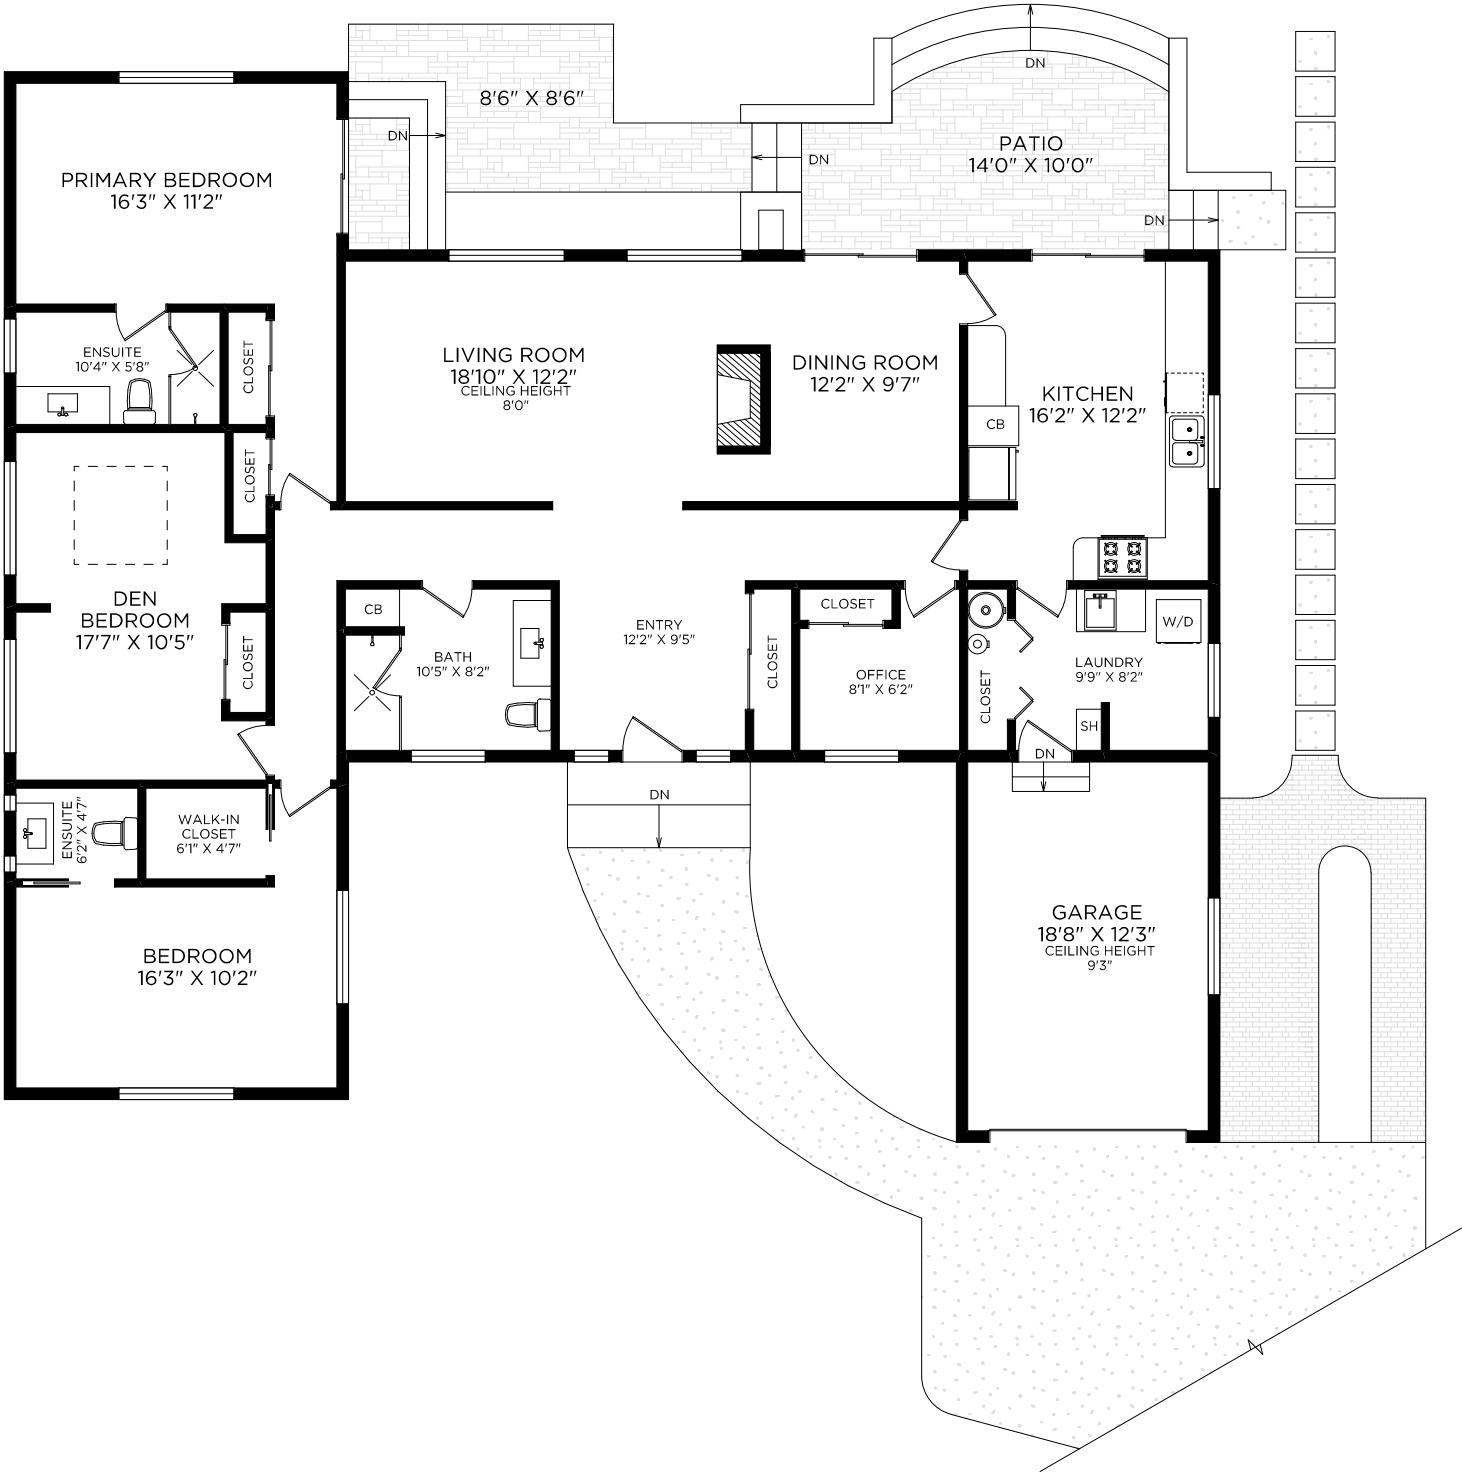 DN
8'6" X 8'6"
DN
DN
PATIO
14'0" X 10'0"
DN
PRIMARY BEDROOM
16'3" X 11'2"
ENSUITE
10'4" X 5'8"
CLOSET
LIVING ROOM
18'10" X 12'2"
CEILING HEIGHT
8'0"
DINING ROOM
12'2" X 9'7"
KITCHEN
16'2" X 12'2"
CB
CLOSET
DEN
BEDROOM
17'7" X 10'5"
CLOSET
CB
BATH
10'5" X 8'2"
ENTRY
12'2" X 9'5"
CLOSET
CLOSET
OFFICE
8'1" X 6'2"
CLOSET
W/D
LAUNDRY
9'9" X 8'2"
SH
DN
DN
ENSUITE
6'2" X 4'7"
WALK-IN
CLOSET
6'1" X 4'7"
BEDROOM
16'3" X 10'2"
GARAGE
18'8" X 12'3"
CEILING HEIGHT
9'3"